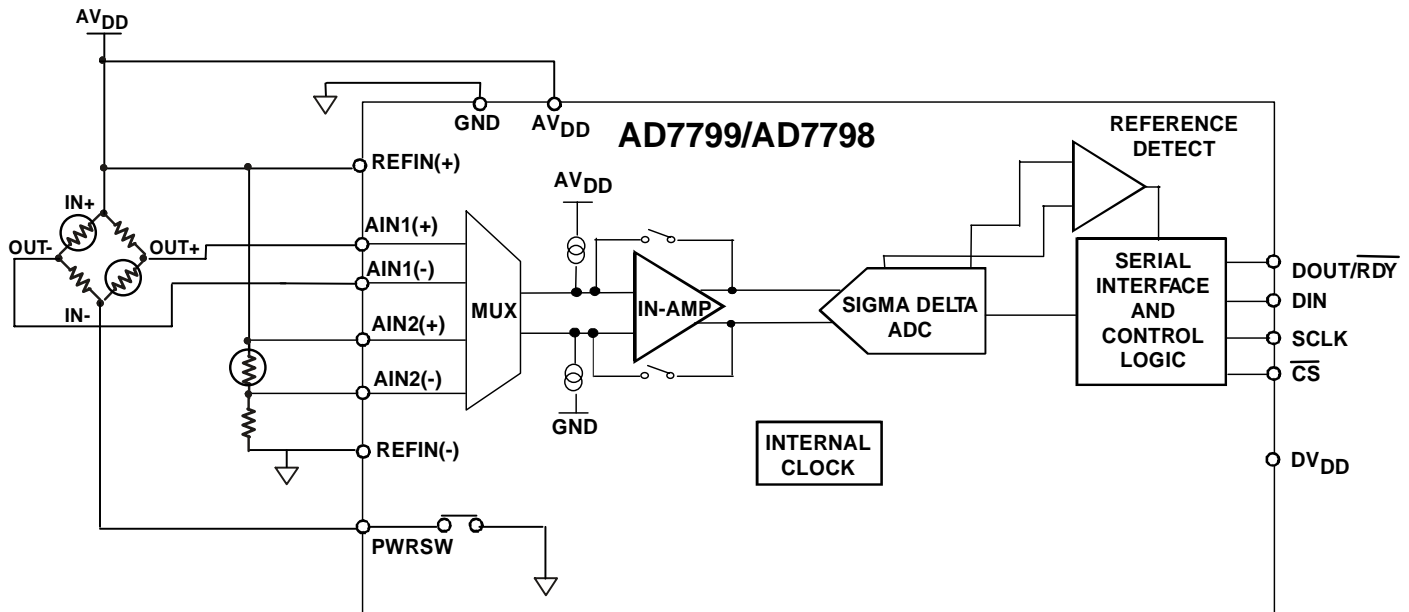 AVDD
GND
AVDD
AD7799/AD7798
REFERENCE
DETECT
REFIN(+)
AVDD
IN+
AIN1(+)
OUT-
OUT+
AIN1(-)
IN-
MUX
IN-AMP
SIGMA DELTA
ADC
SERIAL
INTERFACE
AND
CONTROL
LOGIC
DOUT/RDY
DIN
SCLK
CS
AIN2(+)
AIN2(-)
GND
REFIN(-)
INTERNAL
CLOCK
DVDD
PWRSW